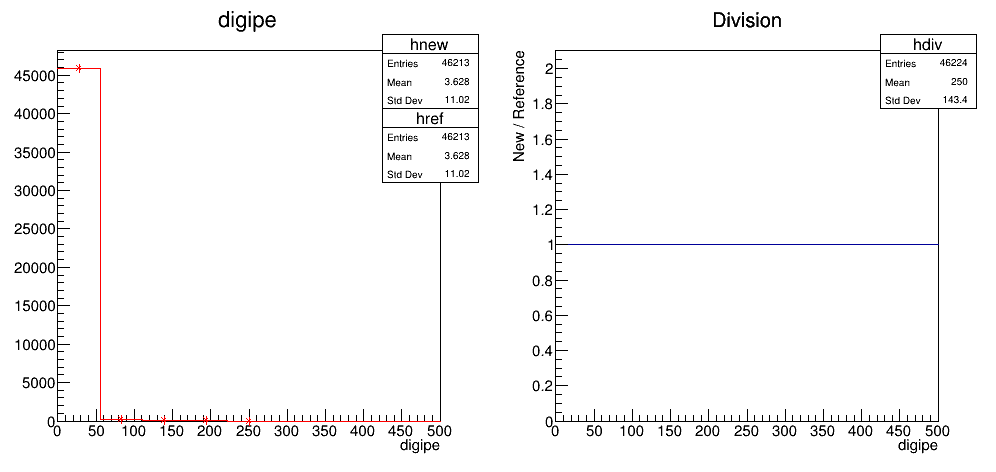 digipe
hnew
Entries 46213
Mean 3.628
Std Dev 11.02
href
Entries 46213
Mean 3.628
Std Dev 11.02
45000
40000
35000
30000
25000
20000
15000
10000
5000
0
0 50 100 150 200 250 300 350 400 450 500
digipe
Division
hdiv
Entries 46224
Mean 250
Std Dev 143.4
New / Reference
2
1.8
1.6
1.4
1.2
1
0.8
0.6
0.4
0.2
0
0 50 100 150 200 250 300 350 400 450 500
digipe